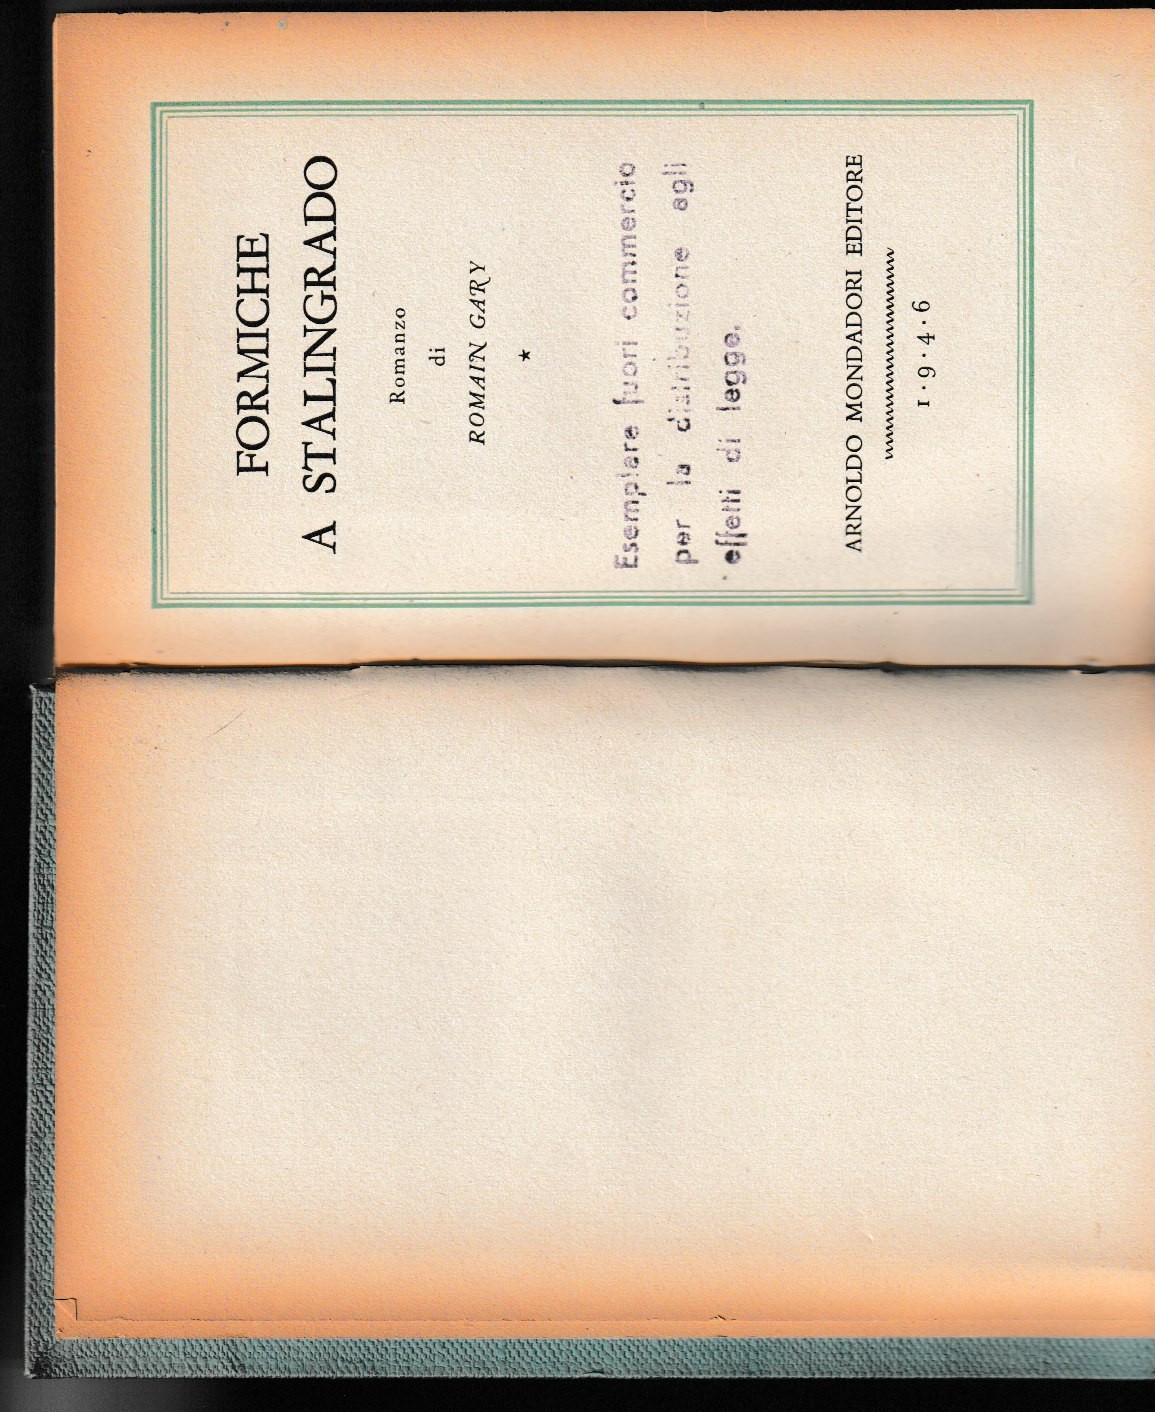 FORMICHE
A STALINGRADO
Romanzo
di
ROMAIN GARY
★
Esemplare fuori commercio
per la distribuzione agli
effetti di legge.
ARNOLDO MONDADORI EDITORE
1·9·4·6